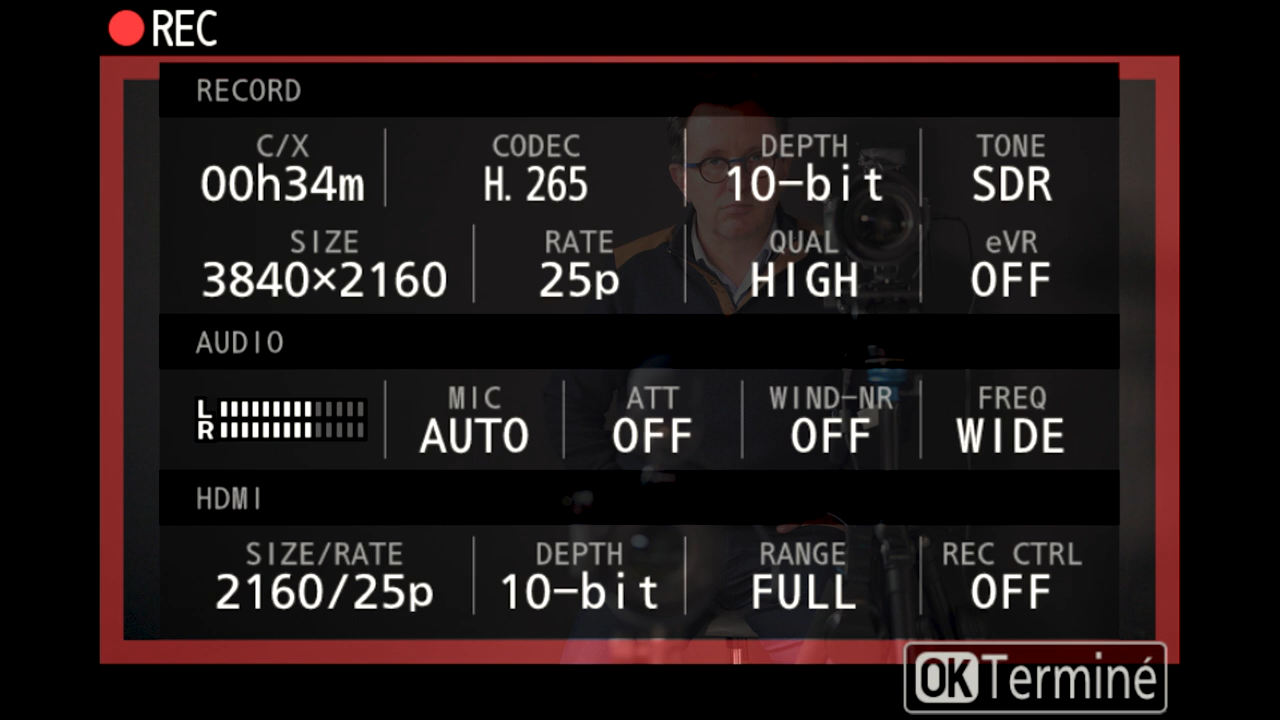 REC
RECORD
C/X CODEC DEPTH TONE
00h34m H.265 10-bit SDR
SIZE RATE QUAL eVR
3840×2160 25p HIGH OFF
AUDIO
L MIC ATT WIND-NR FREQ
R AUTO OFF OFF WIDE
HDMI
SIZE/RATE DEPTH RANGE REC CTRL
2160/25p 10-bit FULL OFF
OK Terminé